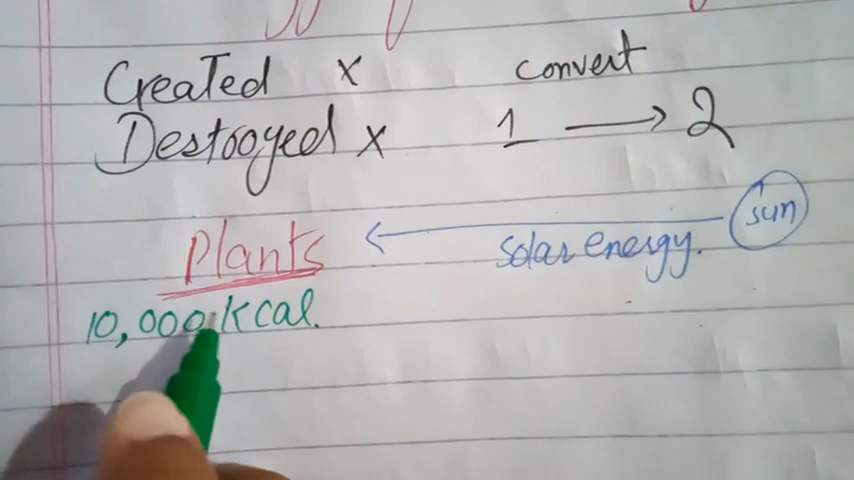 Created x convert
Destroyed x 1 → 2
Plants ← solar energy. sun
10,000 kcal.